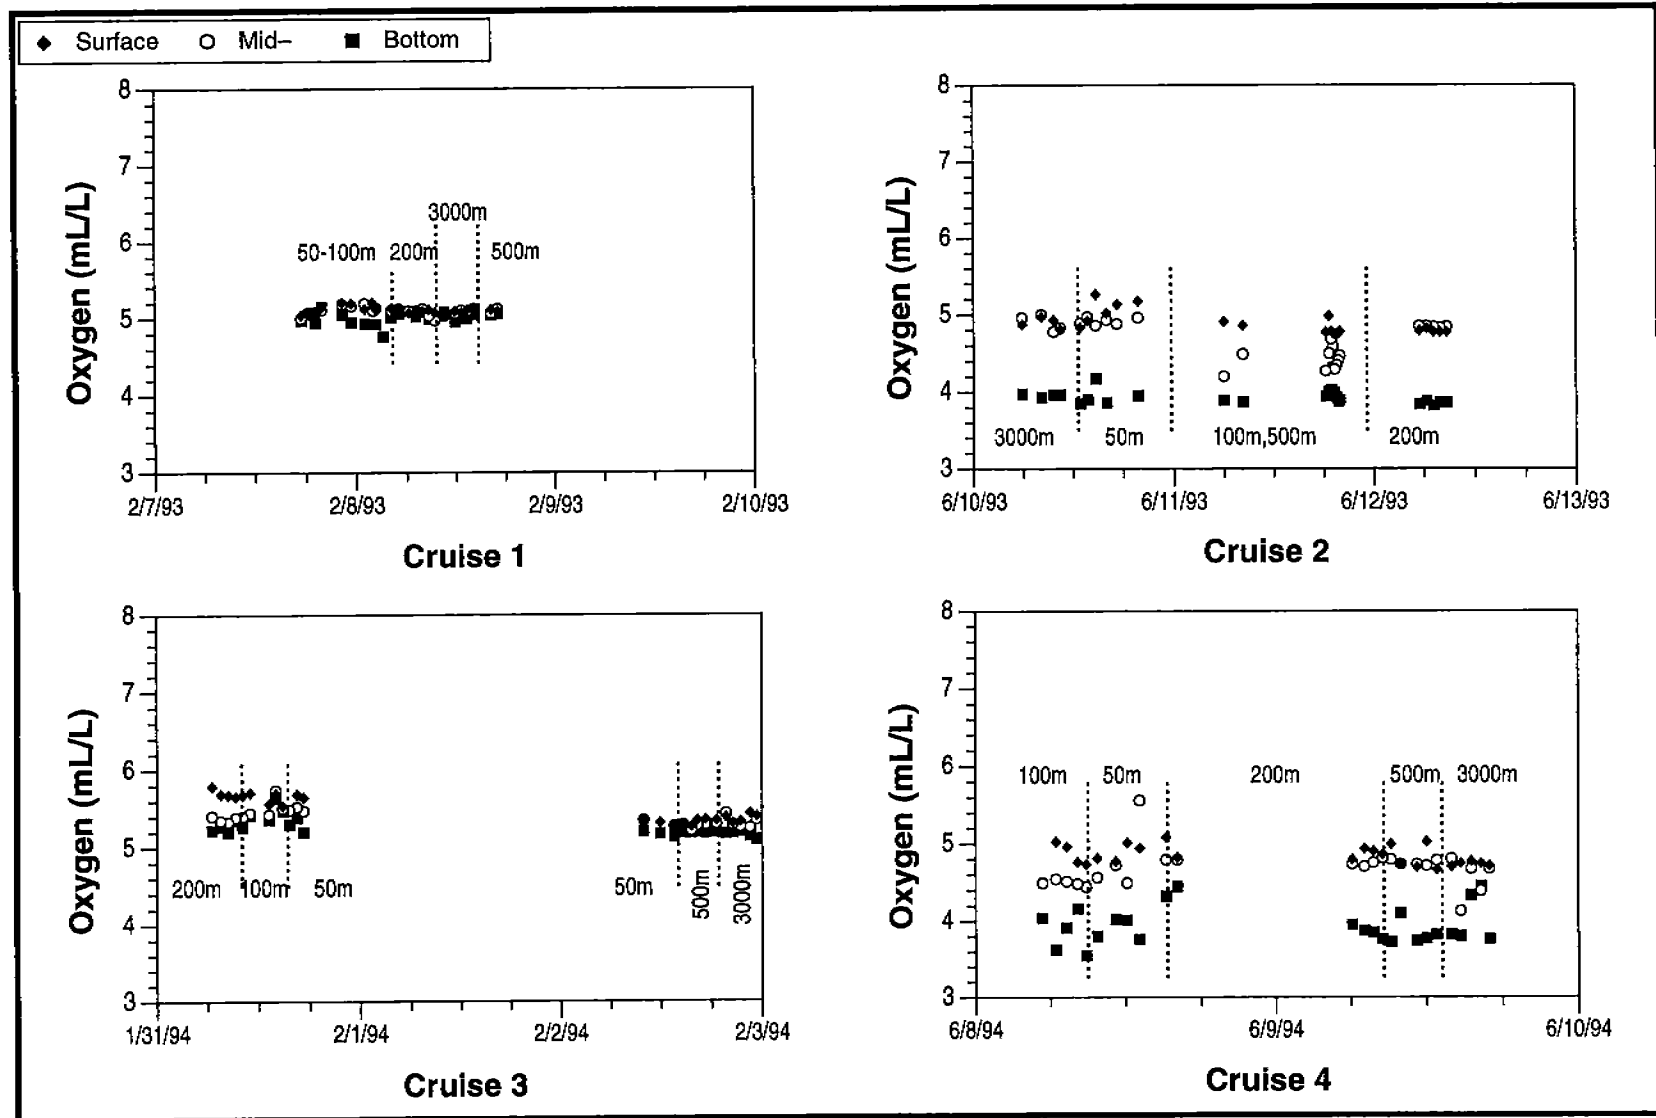 Surface Mid– Bottom
8
7
6
5
4
3
Oxygen (mL/L)
50-100m 200m 3000m 500m
2/7/93 2/8/93 2/9/93 2/10/93
Cruise 1
8
7
6
5
4
3
Oxygen (mL/L)
3000m 50m 100m,500m 200m
6/10/93 6/11/93 6/12/93 6/13/93
Cruise 2
8
7
6
5
4
3
Oxygen (mL/L)
200m 100m 50m 50m 500m 3000m
1/31/94 2/1/94 2/2/94 2/3/94
Cruise 3
8
7
6
5
4
3
Oxygen (mL/L)
100m 50m 200m 500m 3000m
6/8/94 6/9/94 6/10/94
Cruise 4